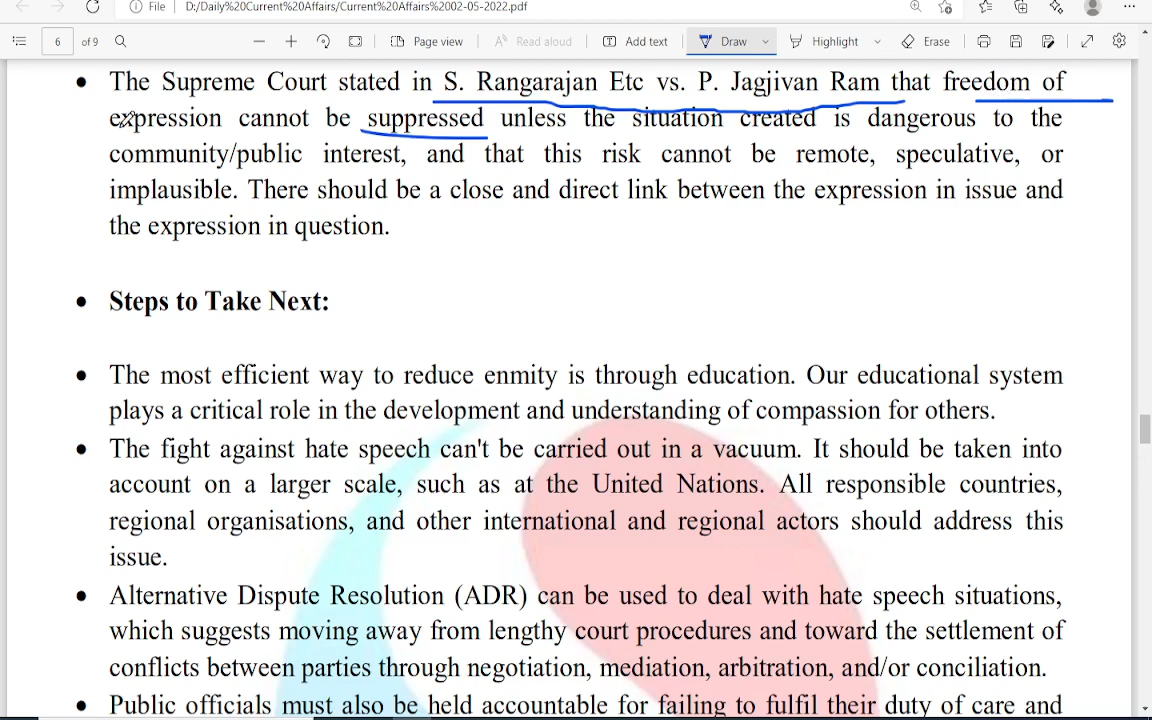 File
D:/Daily%20Current%20Affairs/Current%20Affairs%2002-05-2022.pdf
6 of 9
Page view
Read aloud
Add text
Draw
Highlight
Erase
• The Supreme Court stated in S. Rangarajan Etc vs. P. Jagjivan Ram that freedom of
expression cannot be suppressed unless the situation created is dangerous to the
community/public interest, and that this risk cannot be remote, speculative, or
implausible. There should be a close and direct link between the expression in issue and
the expression in question.
• Steps to Take Next:
• The most efficient way to reduce enmity is through education. Our educational system
plays a critical role in the development and understanding of compassion for others.
• The fight against hate speech can't be carried out in a vacuum. It should be taken into
account on a larger scale, such as at the United Nations. All responsible countries,
regional organisations, and other international and regional actors should address this
issue.
• Alternative Dispute Resolution (ADR) can be used to deal with hate speech situations,
which suggests moving away from lengthy court procedures and toward the settlement of
conflicts between parties through negotiation, mediation, arbitration, and/or conciliation.
• Public officials must also be held accountable for failing to fulfil their duty of care and